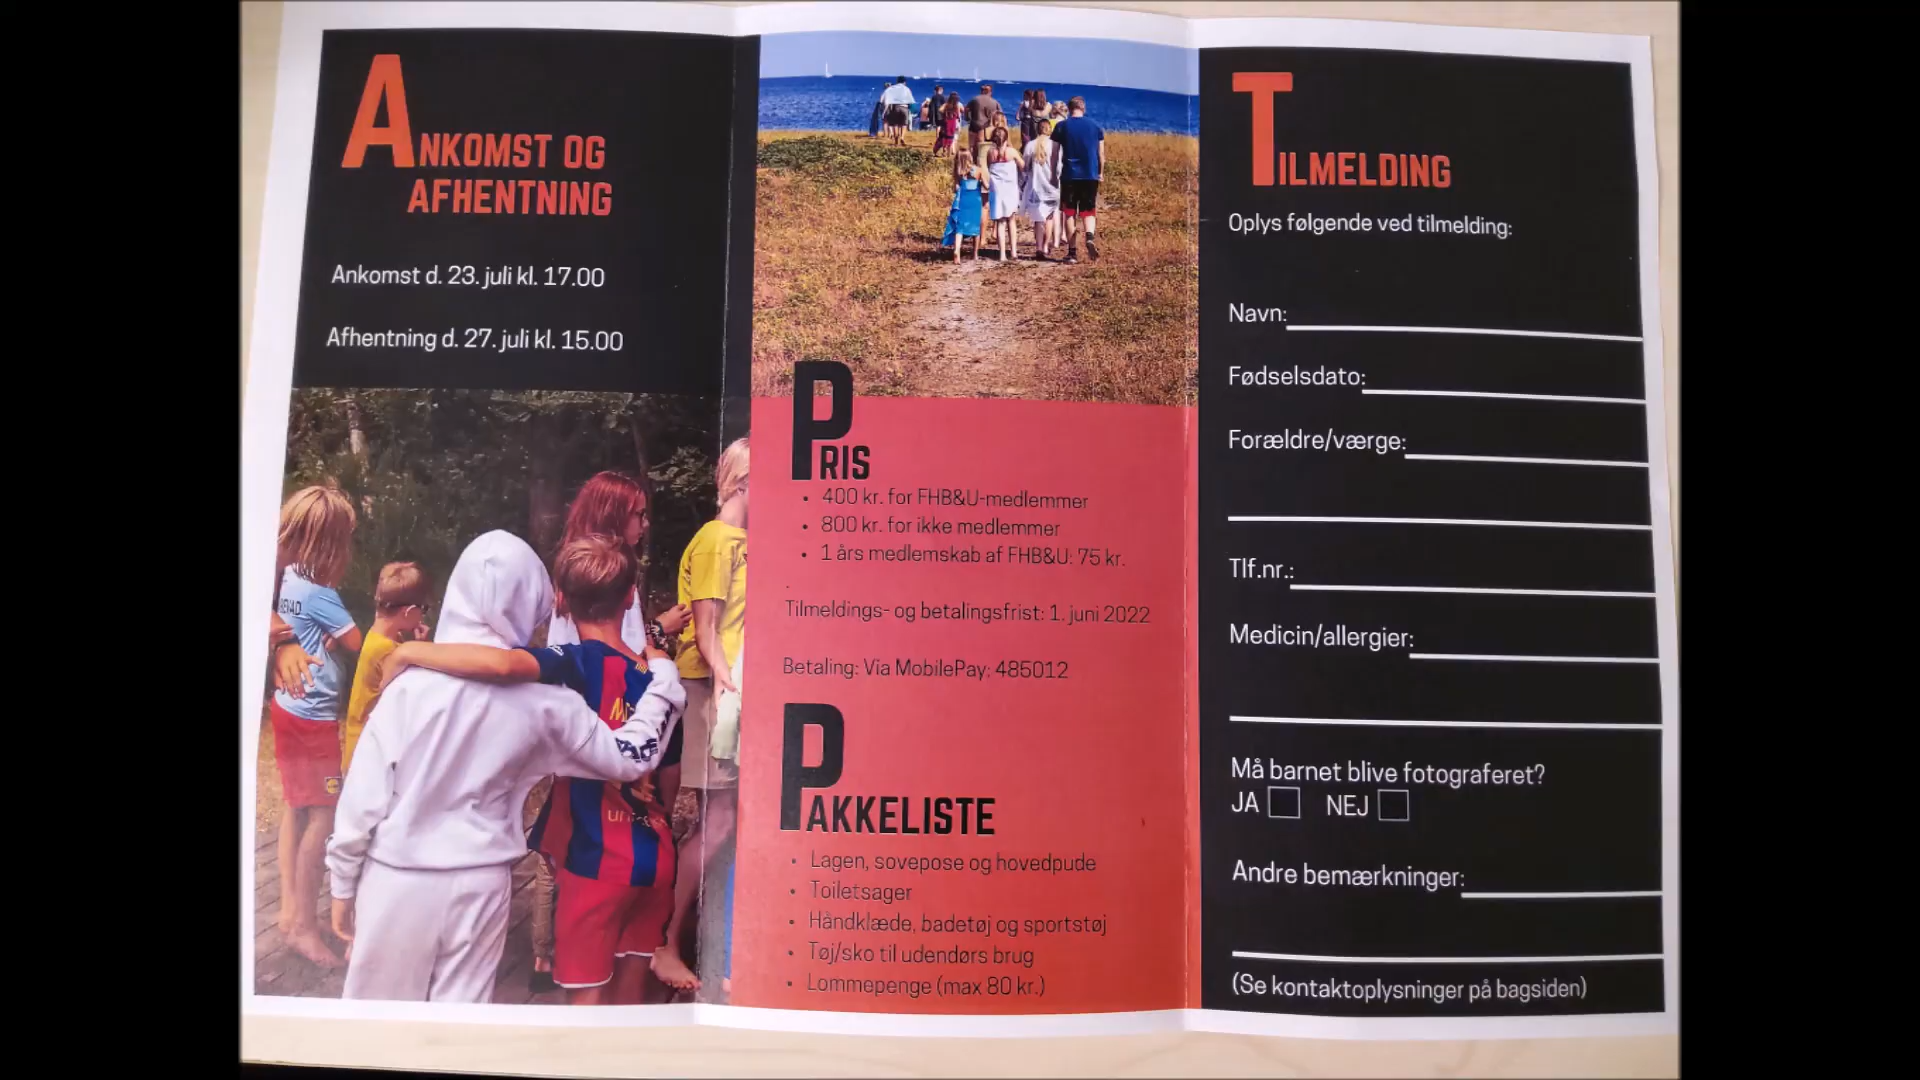 ANKOMST OG
AFHENTNING
Ankomst d. 23. juli kl. 17.00
Afhentning d. 27. juli kl. 15.00
PRIS
• 400 kr. for FHB&U-medlemmer
• 800 kr. for ikke medlemmer
• 1 års medlemskab af FHB&U: 75 kr.
.
Tilmeldings- og betalingsfrist: 1. juni 2022
Betaling: Via MobilePay: 485012
PAKKELISTE
• Lagen, sovepose og hovedpude
• Toiletsager
• Håndklæde, badetøj og sportstøj
• Tøj/sko til udendørs brug
• Lommepenge (max 80 kr.)
TILMELDING
Oplys følgende ved tilmelding:
Navn:
Fødselsdato:
Forældre/værge:
Tlf.nr.:
Medicin/allergier:
Må barnet blive fotograferet?
JA NEJ
Andre bemærkninger:
(Se kontaktoplysninger på bagsiden)